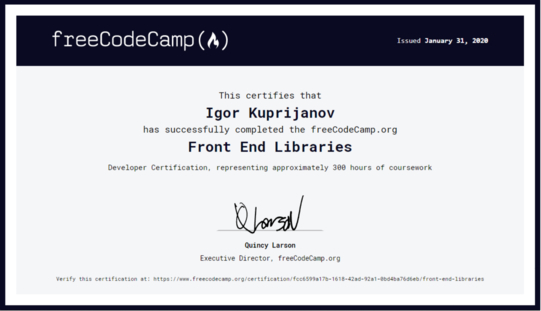 freeCodeCamp
Issued January 31, 2020
This certifies that
Igor Kuprijanov
has successfully completed the freeCodeCamp.org
Front End Libraries
Developer Certification, representing approximately 300 hours of coursework
Quincy Larson
Executive Director, freeCodeCamp.org
Verify this certification at: https://www.freecodecamp.org/certification/fcc6599a17b-1618-42ad-92a1-8bd4ba76d6eb/front-end-libraries